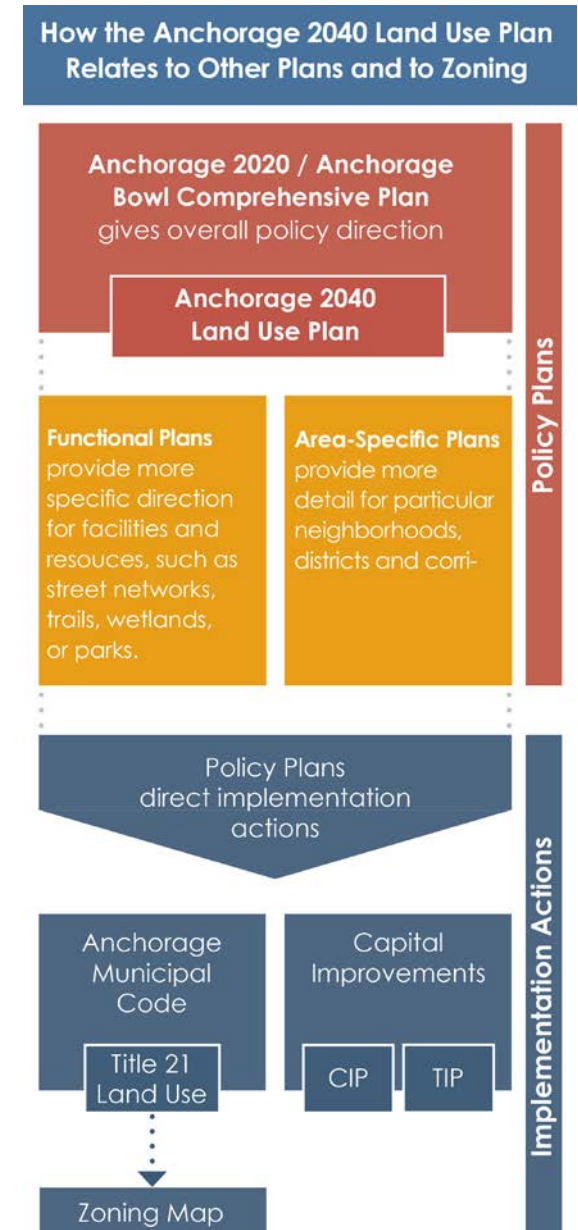 How the Anchorage 2040 Land Use Plan
Relates to Other Plans and to Zoning
Anchorage 2020 / Anchorage
Bowl Comprehensive Plan
gives overall policy direction
Anchorage 2040
Land Use Plan
Policy Plans
Functional Plans
provide more
specific direction
for facilities and
resouces, such as
street networks,
trails, wetlands,
or parks.
Area-Specific Plans
provide more
detail for particular
neighborhoods,
districts and corri-
Policy Plans
direct implementation
actions
Implementation Actions
Anchorage
Municipal
Code
Title 21
Land Use
Capital
Improvements
CIP
TIP
Zoning Map